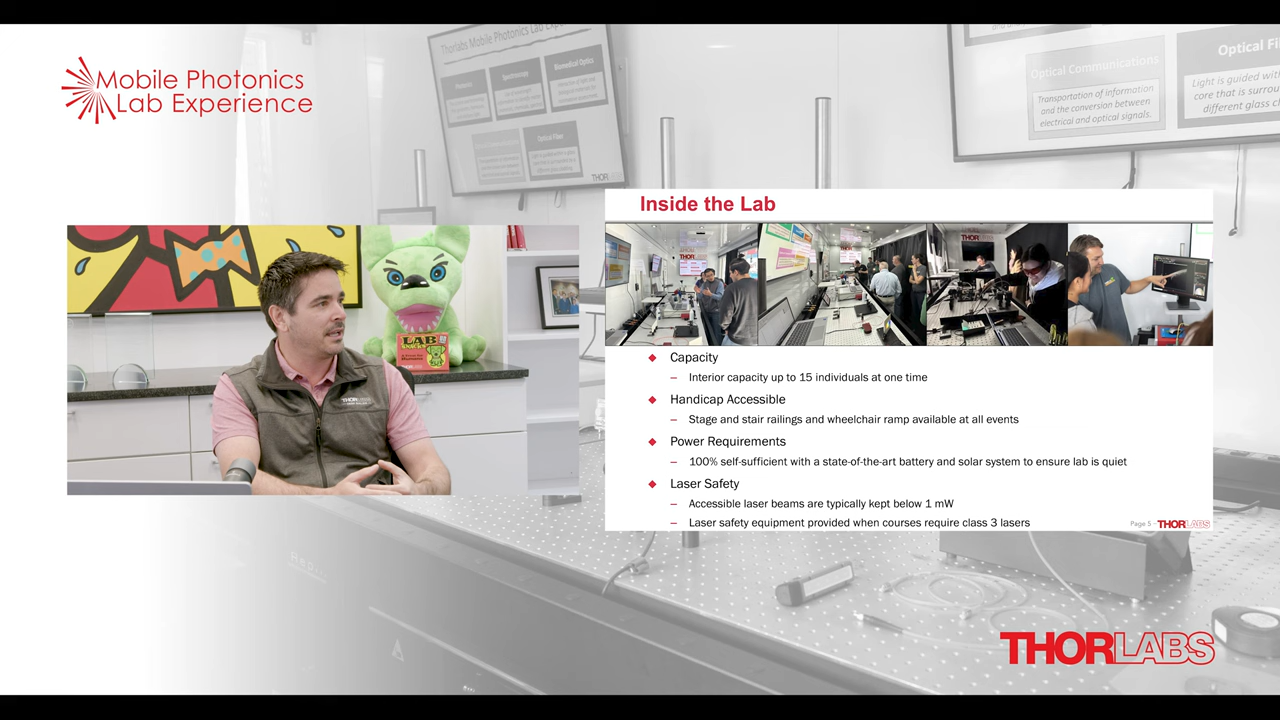 Mobile Photonics
Lab Experience
Thorlabs Mobile Photonics Lab
Photonics
Spectroscopy
Biomedical Optics
Optical Fiber
THOR
Optical Communications
Transportation of information
and the conversion between
electrical and optical signals.
Optical
Light is guided
core that is
different glass
Inside the Lab
THORLABS
LAB
SNACKS
◆ Capacity
– Interior capacity up to 15 individuals at one time
◆ Handicap Accessible
– Stage and stair railings and wheelchair ramp available at all events
◆ Power Requirements
– 100% self-sufficient with a state-of-the-art battery and solar system to ensure lab is quiet
◆ Laser Safety
– Accessible laser beams are typically kept below 1 mW
– Laser safety equipment provided when courses require class 3 lasers
Page 5 - THORLABS
THORLABS